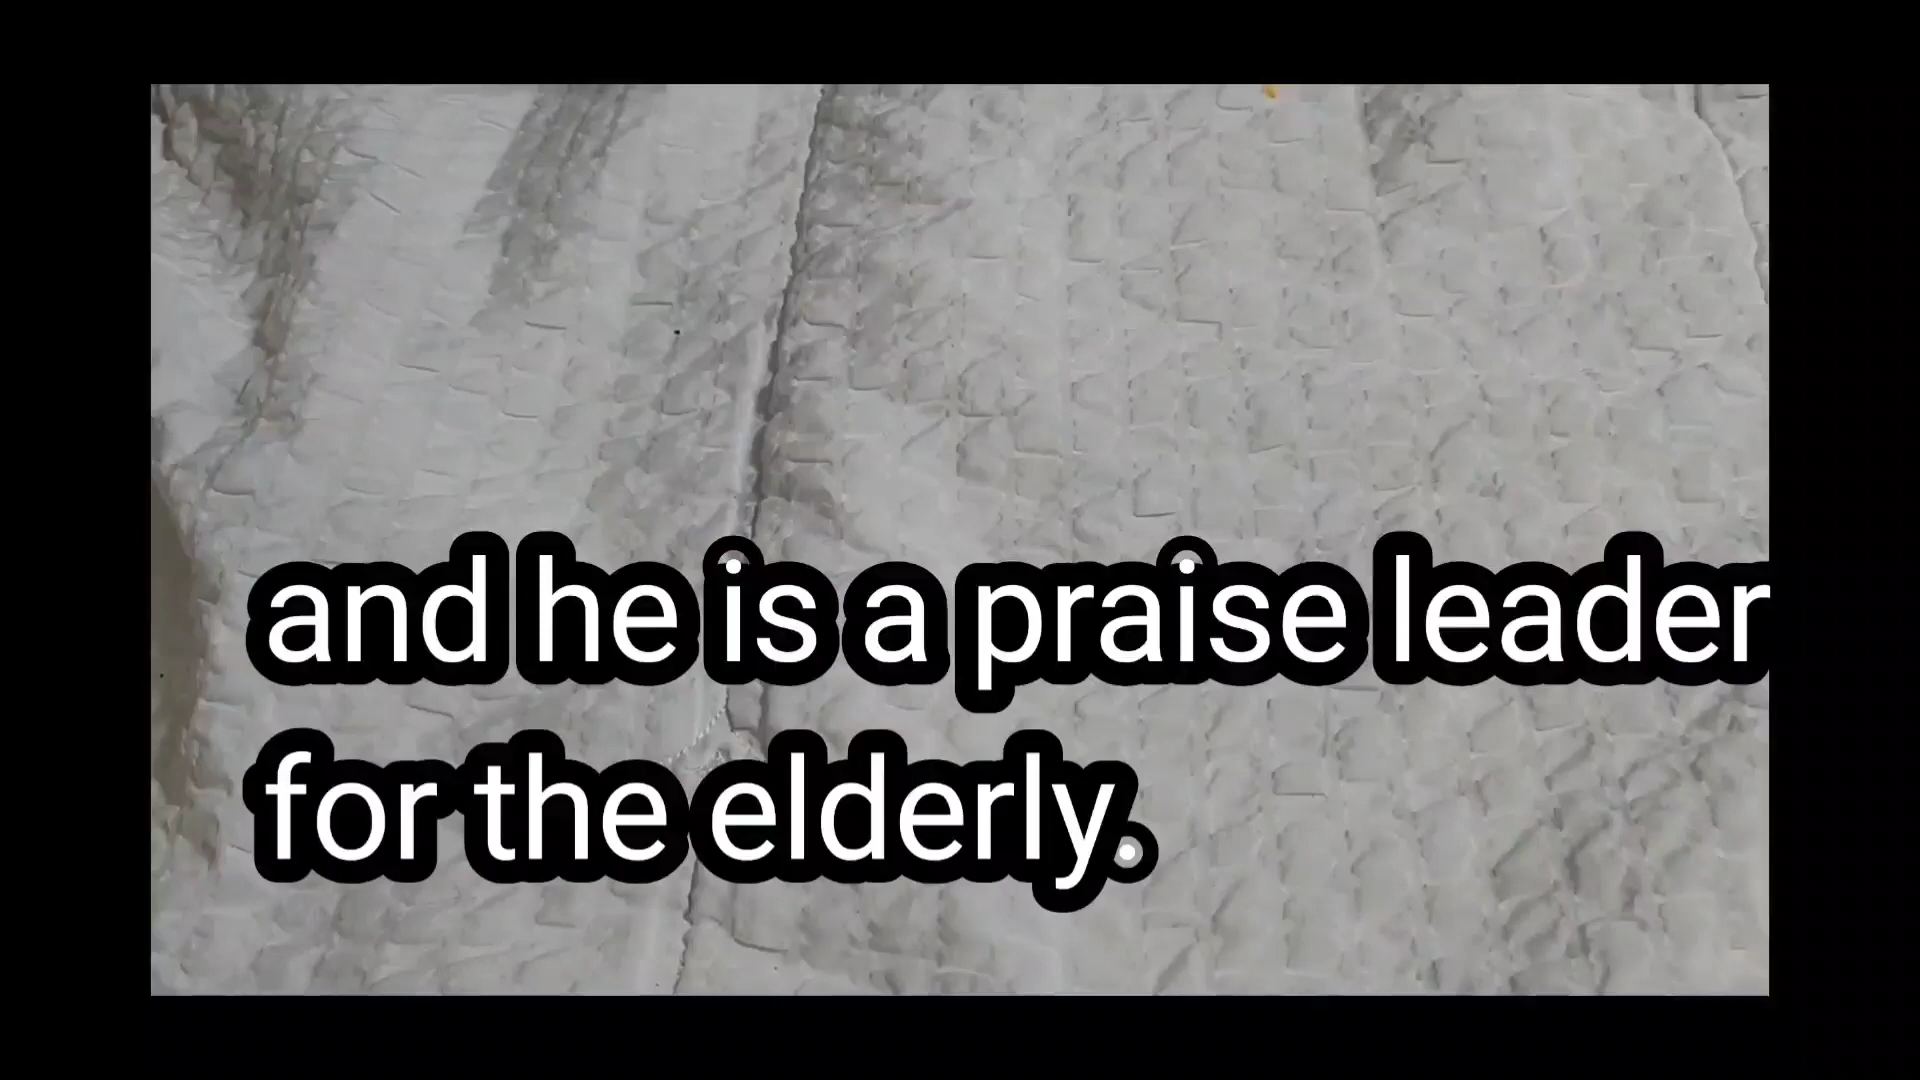 and he is a praise leader
for the elderly.